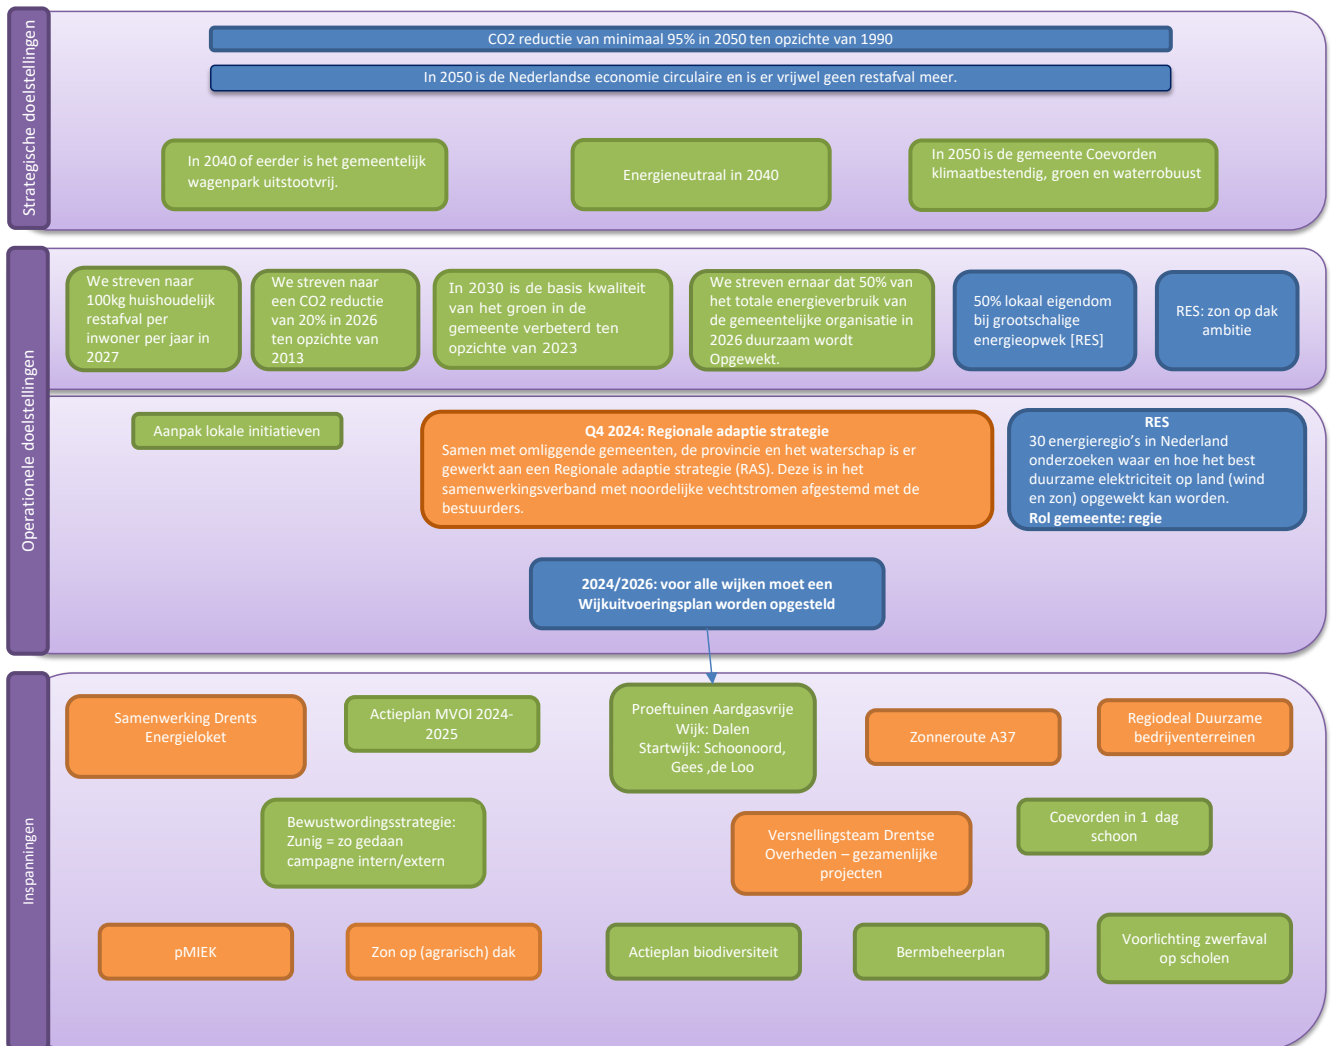 Strategische doelstellingen
CO2 reductie van minimaal 95% in 2050 ten opzichte van 1990
In 2050 is de Nederlandse economie circulaire en is er vrijwel geen restafval meer.
In 2040 of eerder is het gemeentelijk
wagenpark uitstootvrij.
Energieneutraal in 2040
In 2050 is de gemeente Coevorden
klimaatbestendig, groen en waterrobuust
Operationele doelstellingen
We streven naar
100kg huishoudelijk
restafval per
inwoner per jaar in
2027
We streven naar
een CO2 reductie
van 20% in 2026
ten opzichte van
2013
In 2030 is de basis kwaliteit
van het groen in de
gemeente verbeterd ten
opzichte van 2023
We streven ernaar dat 50% van
het totale energieverbruik van
de gemeentelijke organisatie in
2026 duurzaam wordt
Opgewekt.
50% lokaal eigendom
bij grootschalige
energieopwek [RES]
RES: zon op dak
ambitie
Aanpak lokale initiatieven
Q4 2024: Regionale adaptie strategie
Samen met omliggende gemeenten, de provincie en het waterschap is er
gewerkt aan een Regionale adaptie strategie (RAS). Deze is in het
samenwerkingsverband met noordelijke vechtstromen afgestemd met de
bestuurders.
RES
30 energieregio's in Nederland
onderzoeken waar en hoe het best
duurzame elektriciteit op land (wind
en zon) opgewekt kan worden.
Rol gemeente: regie
2024/2026: voor alle wijken moet een
Wijkuitvoeringsplan worden opgesteld
Inspanningen
Samenwerking Drents
Energieloket
Actieplan MVOI 2024-
2025
Proeftuinen Aardgasvrije
Wijk: Dalen
Startwijk: Schoonoord,
Gees ,de Loo
Zonneroute A37
Regiodeal Duurzame
bedrijventerreinen
Bewustwordingsstrategie:
Zunig = zo gedaan
campagne intern/extern
Versnellingsteam Drentse
Overheden – gezamenlijke
projecten
Coevorden in 1 dag
schoon
pMIEK
Zon op (agrarisch) dak
Actieplan biodiversiteit
Bermbeheerplan
Voorlichting zwerfaval
op scholen